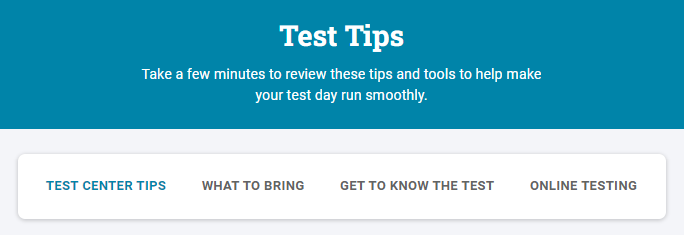 Test Tips
Take a few minutes to review these tips and tools to help make
your test day run smoothly.
TEST CENTER TIPS WHAT TO BRING GET TO KNOW THE TEST ONLINE TESTING